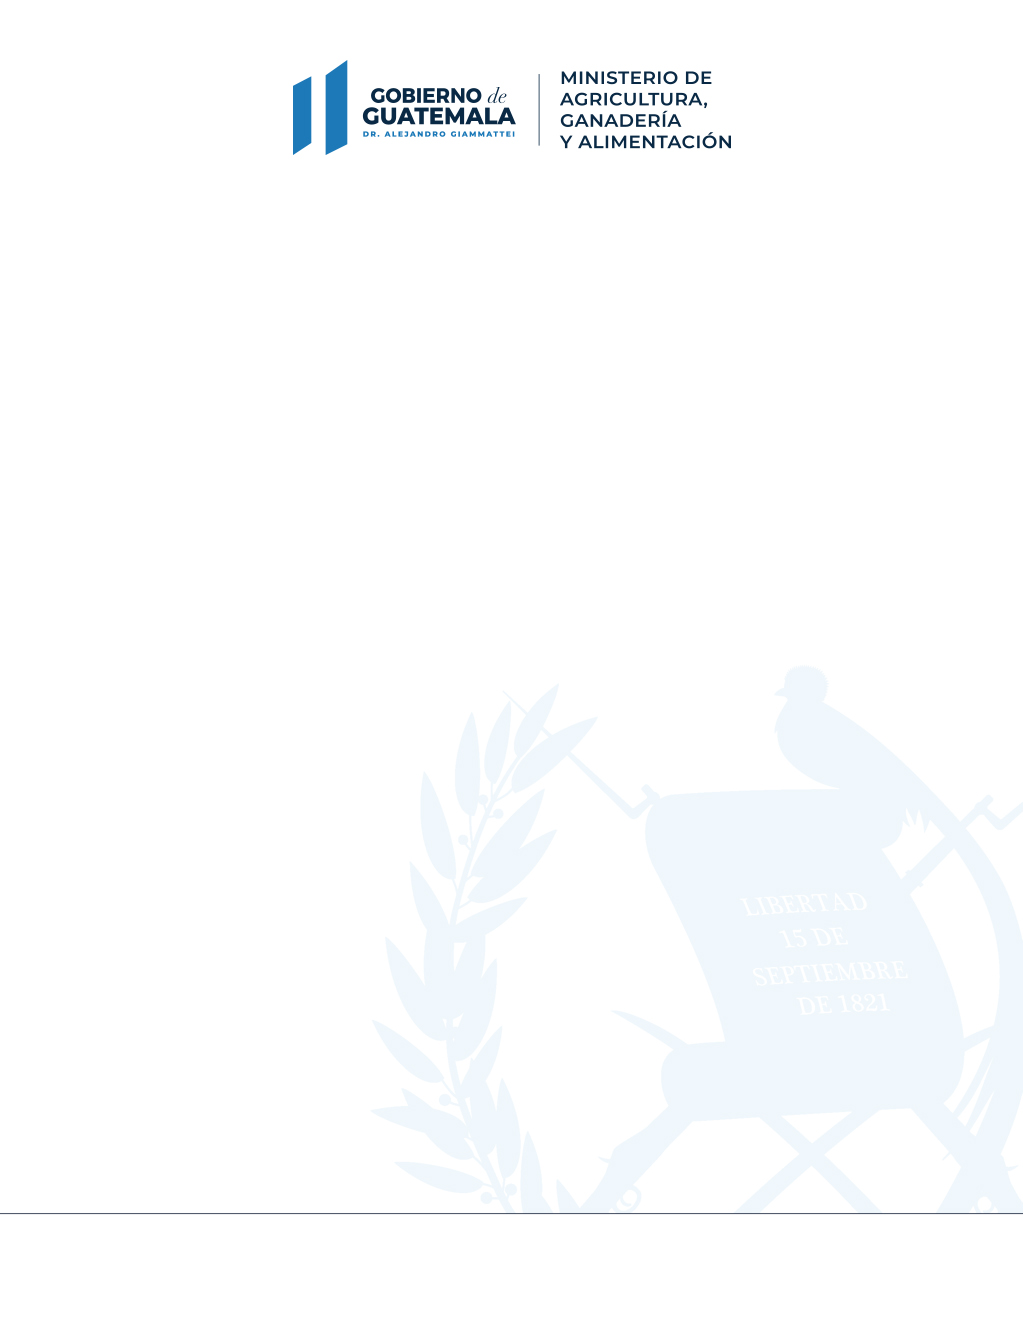 GOBIERNO de
GUATEMALA
DR. ALEJANDRO GIAMMATTEI
MINISTERIO DE
AGRICULTURA,
GANADERÍA
Y ALIMENTACIÓN
LIBERTAD
15 DE
SEPTIEMBRE
DE 1821